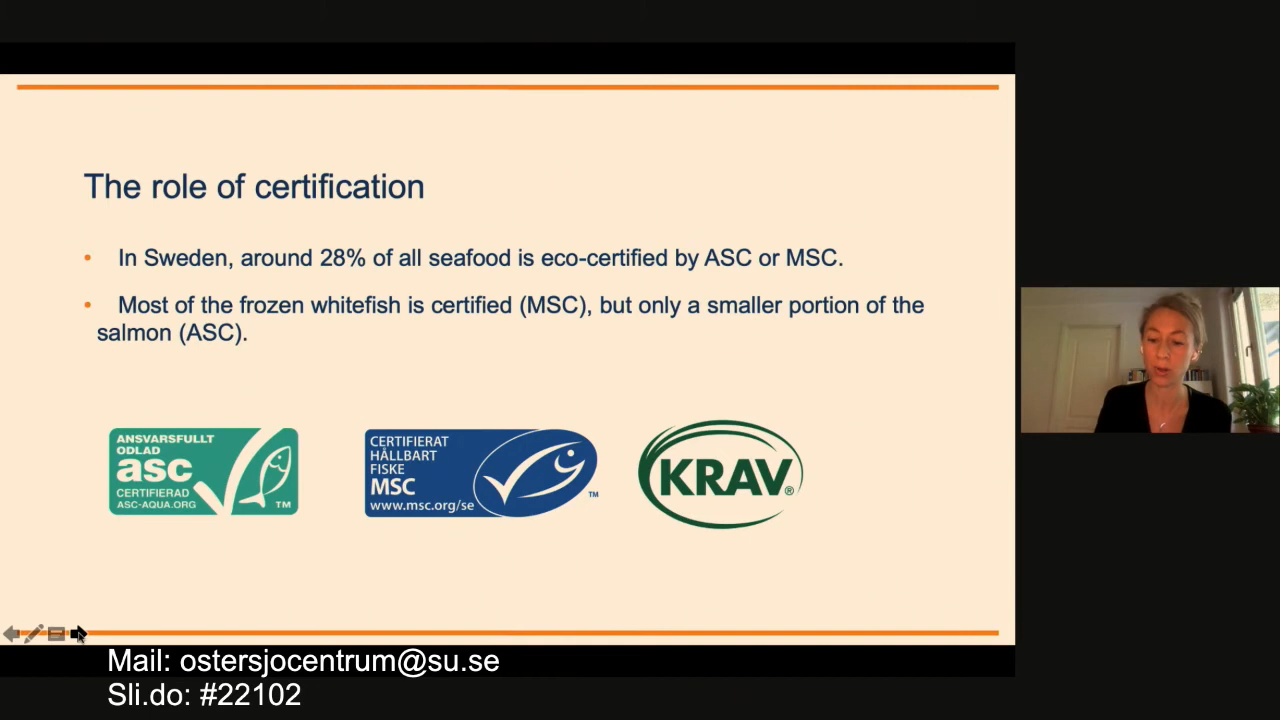 The role of certification
• In Sweden, around 28% of all seafood is eco-certified by ASC or MSC.
• Most of the frozen whitefish is certified (MSC), but only a smaller portion of the
salmon (ASC).
ANSVARSFULLT
ODLAD
asc
CERTIFIERAD
ASC-AQUA.ORG
TM
CERTIFIERAT
HÅLLBART
FISKE
MSC
www.msc.org/se
TM
KRAV®
Mail: ostersjocentrum@su.se
Sli.do: #22102